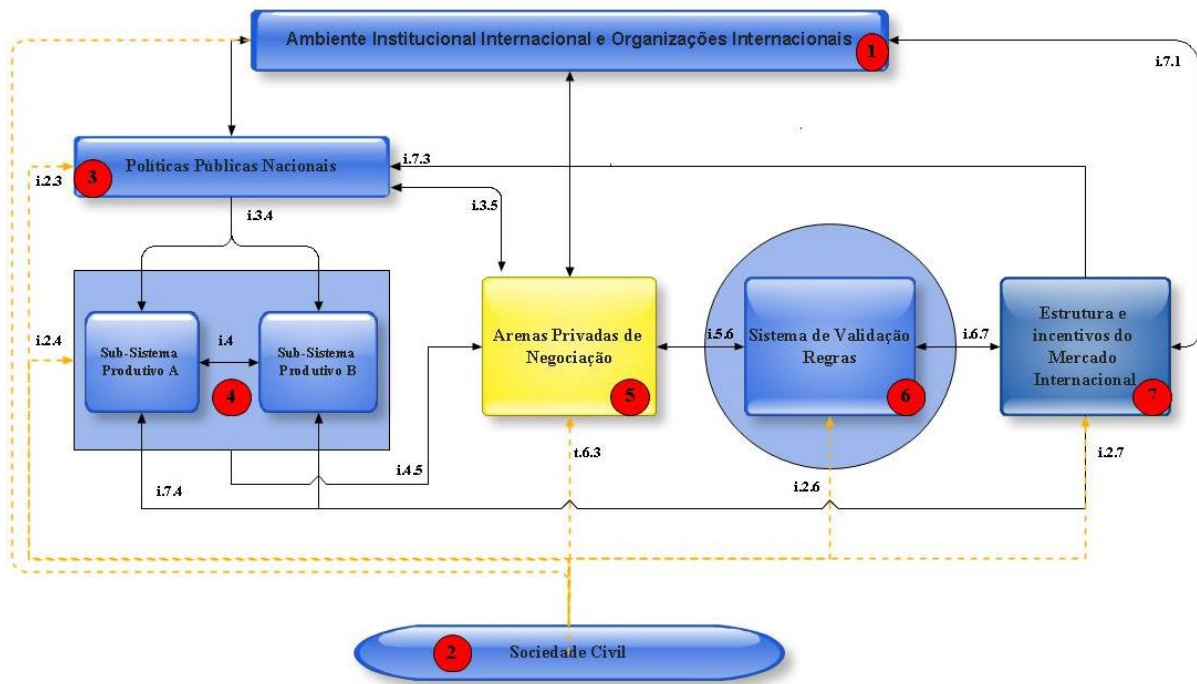 Ambiente Institucional Internacional e Organizações Internacionais
1
i.7.1
Políticas Públicas Nacionais
3
i.7.3
i.2.3
i.3.5
i.3.4
i.2.4
Sub-Sistema
Produtivo A
i.4
Sub-Sistema
Produtivo B
4
Arenas Privadas de
Negociação
5
i.5.6
Sistema de Validação
Regras
6
i.6.7
Estrutura e
incentivos do
Mercado
Internacional
7
i.4.5
t.6.3
i.2.7
i.7.4
i.2.6
2
Sociedade Civil